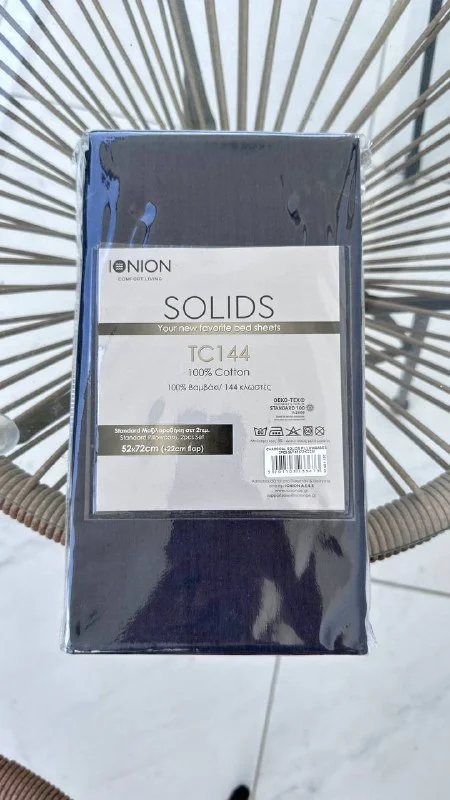 IONION
COMFORT LIVING
SOLIDS
Your new favorite bed sheets
TC144
100% Cotton
100% Βαμβάκι/ 144 κλωστές
OEKO-TEX®
STANDARD 100
Standard Μαξιλαροθήκη σετ 2τεμ.
Standard Pillowcase, 2pcs Set
52x72cm (+22cm flap)